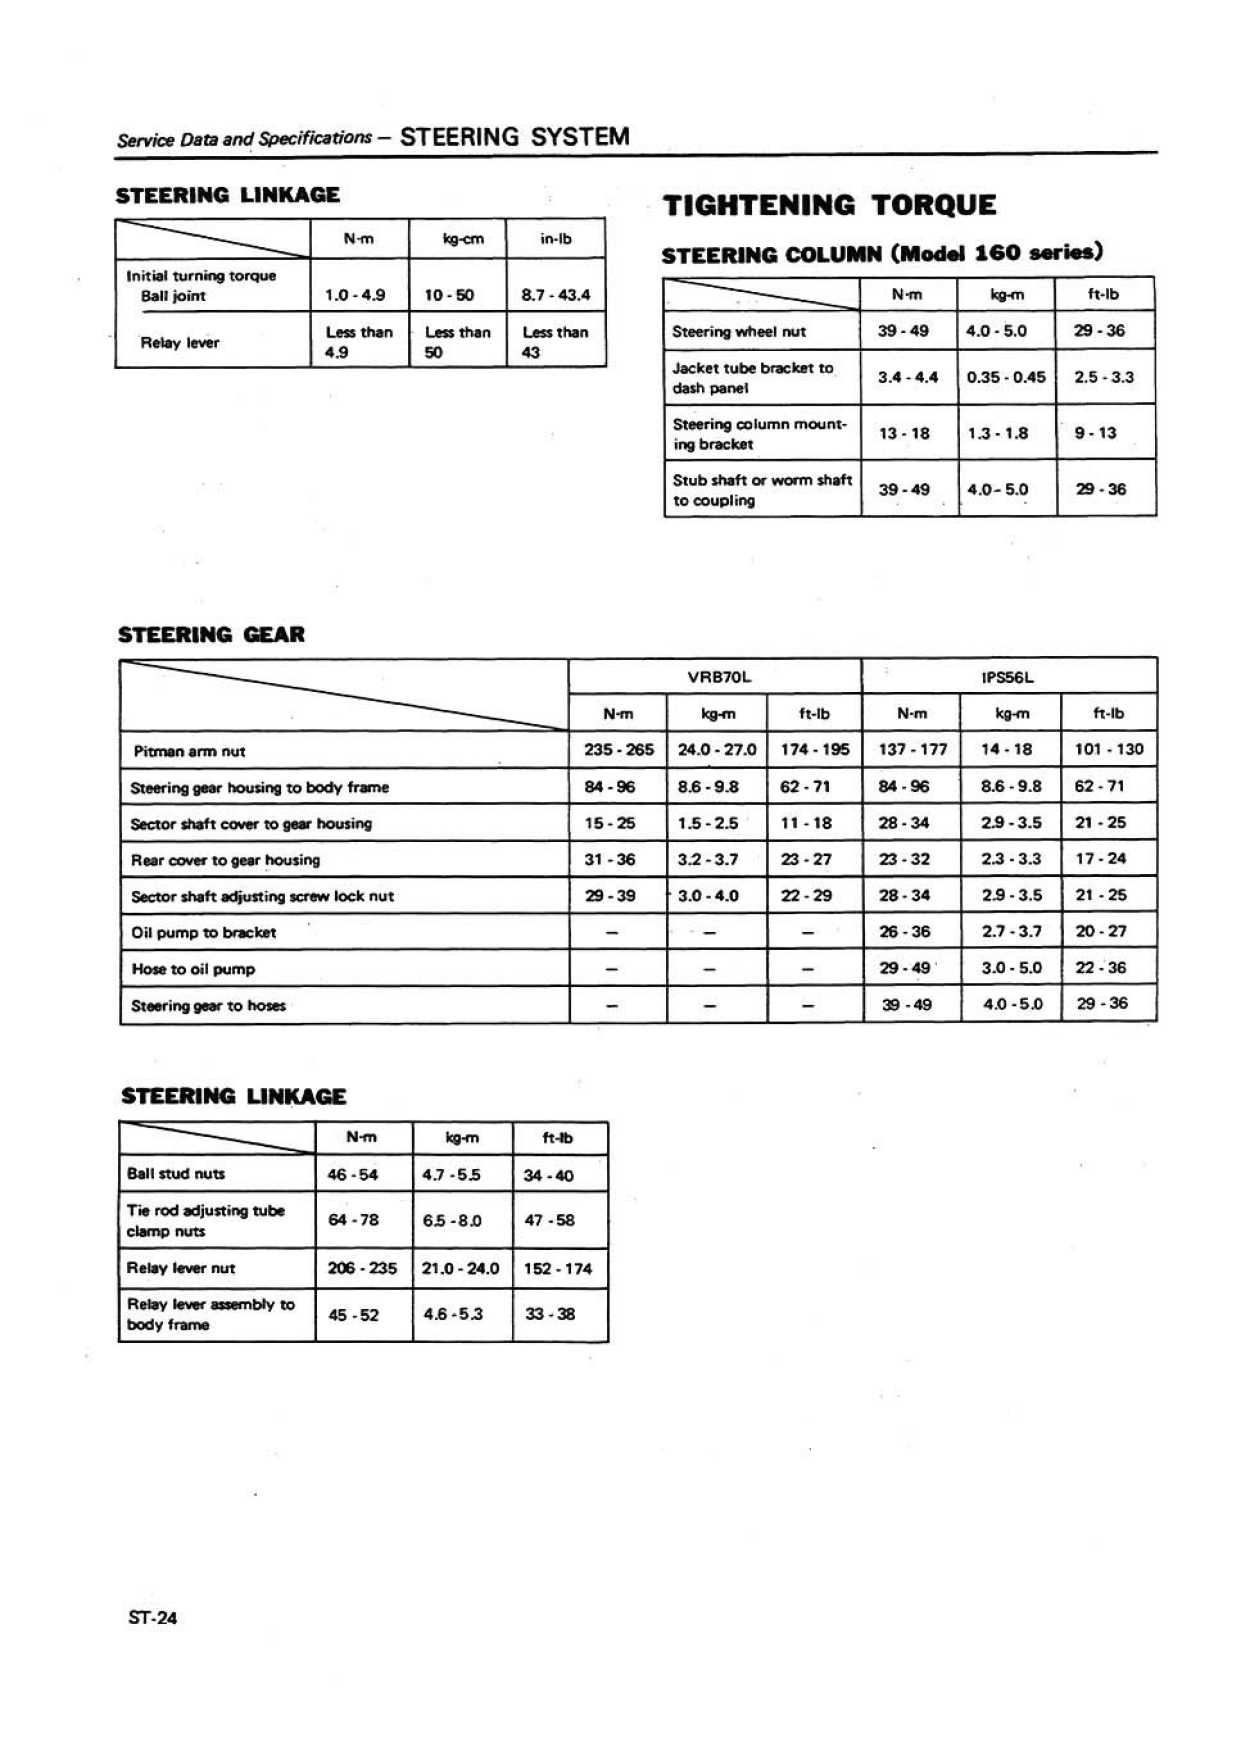 Service Data and Specifications – STEERING SYSTEM
STEERING LINKAGE
N·m kg-cm in-lb
Initial turning torque
Ball joint 1.0 - 4.9 10 - 50 8.7 - 43.4
Relay lever Less than 4.9 Less than 50 Less than 43
TIGHTENING TORQUE
STEERING COLUMN (Model 160 series)
N·m kg-m ft-lb
Steering wheel nut 39 - 49 4.0 - 5.0 29 - 36
Jacket tube bracket to
dash panel 3.4 - 4.4 0.35 - 0.45 2.5 - 3.3
Steering column mount-
ing bracket 13 - 18 1.3 - 1.8 9 - 13
Stub shaft or worm shaft
to coupling 39 - 49 4.0 - 5.0 29 - 36
STEERING GEAR
VRB70L IPS56L
N·m kg-m ft-lb N·m kg-m ft-lb
Pitman arm nut 235 - 265 24.0 - 27.0 174 - 195 137 - 177 14 - 18 101 - 130
Steering gear housing to body frame 84 - 96 8.6 - 9.8 62 - 71 84 - 96 8.6 - 9.8 62 - 71
Sector shaft cover to gear housing 15 - 25 1.5 - 2.5 11 - 18 28 - 34 2.9 - 3.5 21 - 25
Rear cover to gear housing 31 - 36 3.2 - 3.7 23 - 27 23 - 32 2.3 - 3.3 17 - 24
Sector shaft adjusting screw lock nut 29 - 39 3.0 - 4.0 22 - 29 28 - 34 2.9 - 3.5 21 - 25
Oil pump to bracket – – – 26 - 36 2.7 - 3.7 20 - 27
Hose to oil pump – – – 29 - 49 3.0 - 5.0 22 - 36
Steering gear to hoses – – – 39 - 49 4.0 - 5.0 29 - 36
STEERING LINKAGE
N·m kg-m ft-lb
Ball stud nuts 46 - 54 4.7 - 5.5 34 - 40
Tie rod adjusting tube
clamp nuts 64 - 78 6.5 - 8.0 47 - 58
Relay lever nut 206 - 235 21.0 - 24.0 152 - 174
Relay lever assembly to
body frame 45 - 52 4.6 - 5.3 33 - 38
ST-24